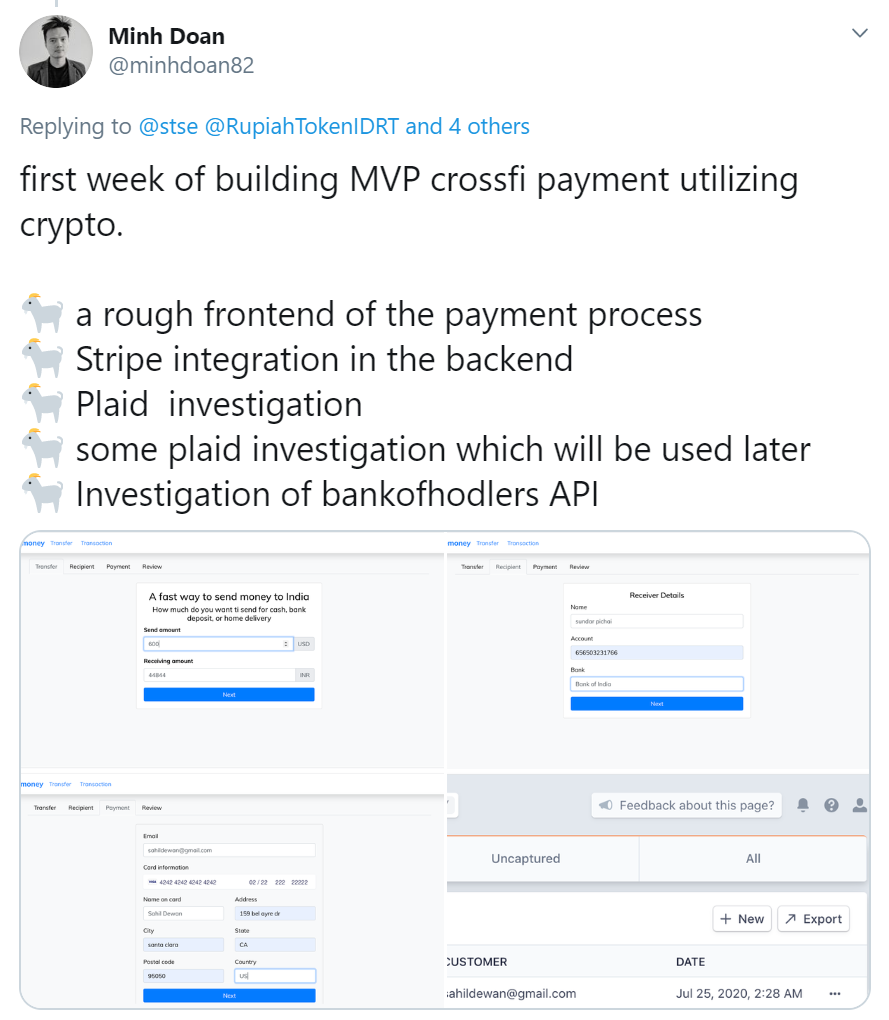 Minh Doan
@minhdoan82
Replying to @stse @RupiahTokenIDRT and 4 others
first week of building MVP crossfi payment utilizing
crypto.
a rough frontend of the payment process
Stripe integration in the backend
Plaid  investigation
some plaid investigation which will be used later
Investigation of bankofhodlers API
money Transfer Transaction
Transfer Recipient Payment Review
A fast way to send money to India
How much do you want ti send for cash, bank
deposit, or home delivery
Send amount
600 USD
Receiving amount
44844 INR
Next
money Transfer Transaction
Transfer Recipient Payment Review
Receiver Details
Name
sundar pichai
Account
656503231766
Bank
Bank of India
Next
money Transfer Transaction
Transfer Recipient Payment Review
Email
sahildewan@gmail.com
Card information
VISA 4242 4242 4242 4242 02 / 22 222 22222
Name on card Address
Sahil Dewan 159 bel ayre dr
City State
santa clara CA
Postal code Country
95050 US
Next
Feedback about this page?
Uncaptured All
+ New Export
CUSTOMER DATE
sahildewan@gmail.com Jul 25, 2020, 2:28 AM ...